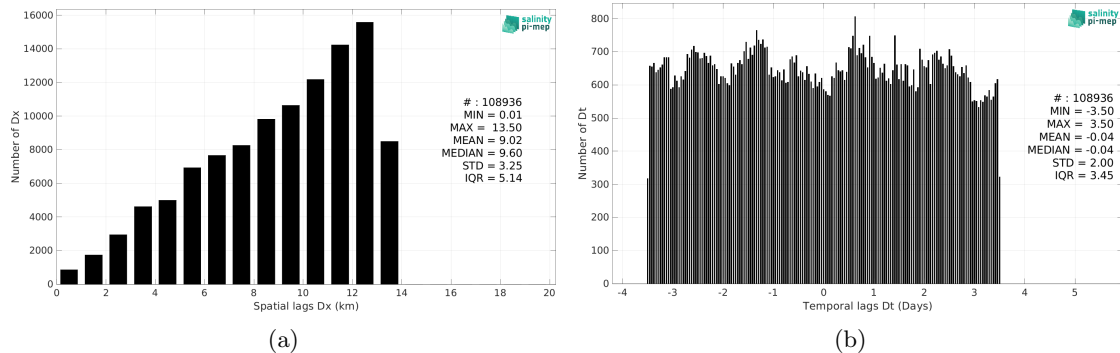 16000
14000
12000
10000
8000
6000
4000
2000
0
Number of Dx
0 2 4 6 8 10 12 14 16 18 20
Spatial lags Dx (km)
salinity
pi-mep
# : 108936
MIN = 0.01
MAX = 13.50
MEAN = 9.02
MEDIAN = 9.60
STD = 3.25
IQR = 5.14
(a)
800
700
600
500
400
300
200
100
0
Number of Dt
-4 -3 -2 -1 0 1 2 3 4 5
Temporal lags Dt (Days)
salinity
pi-mep
# : 108936
MIN = -3.50
MAX = 3.50
MEAN = -0.04
MEDIAN = -0.04
STD = 2.00
IQR = 3.45
(b)